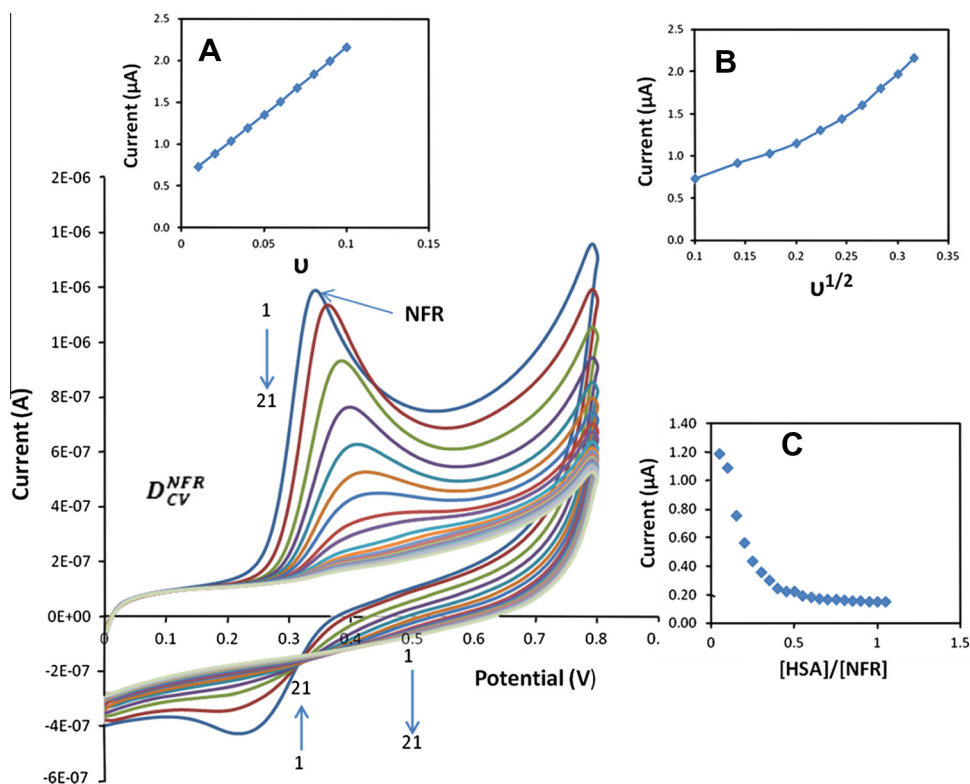 A
Current (µA)
2.5
2.0
1.5
1.0
0.5
0.0
0
0.05
0.1
0.15
υ
B
Current (µA)
2.5
2.0
1.5
1.0
0.5
0.0
0.1
0.15
0.2
0.25
0.3
0.35
υ1/2
Current (A)
2E-06
1E-06
1E-06
1E-06
8E-07
6E-07
4E-07
2E-07
0E+00
-2E-07
-4E-07
-6E-07
1
21
NFR
D NFR CV
0
0.1
0.2
0.3
0.4
0.5
0.6
0.7
0.8
0.
Potential (V)
21
1
1
21
C
Current (µA)
1.40
1.20
1.00
0.80
0.60
0.40
0.20
0.00
0
0.5
1
1.5
[HSA]/[NFR]